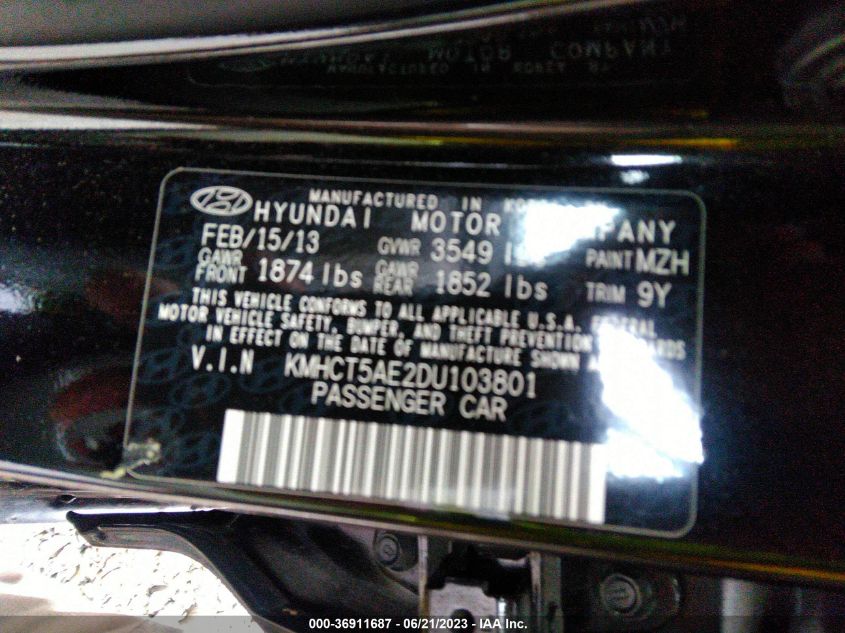 MANUFACTURED IN
HYUNDAI MOTOR
FEB/15/13 GVWR 3549 PAINT MZH
GAWR FRONT 1874 lbs GAWR REAR 1852 lbs TRIM 9Y
THIS VEHICLE CONFORMS TO ALL APPLICABLE U.S.A. FEDERAL
MOTOR VEHICLE SAFETY, BUMPER, AND THEFT PREVENTION
IN EFFECT ON THE DATE OF MANUFACTURE SHOWN
V.I.N KMHCT5AE2DU103801
PASSENGER CAR
000-36911687 - 06/21/2023 - IAA Inc.